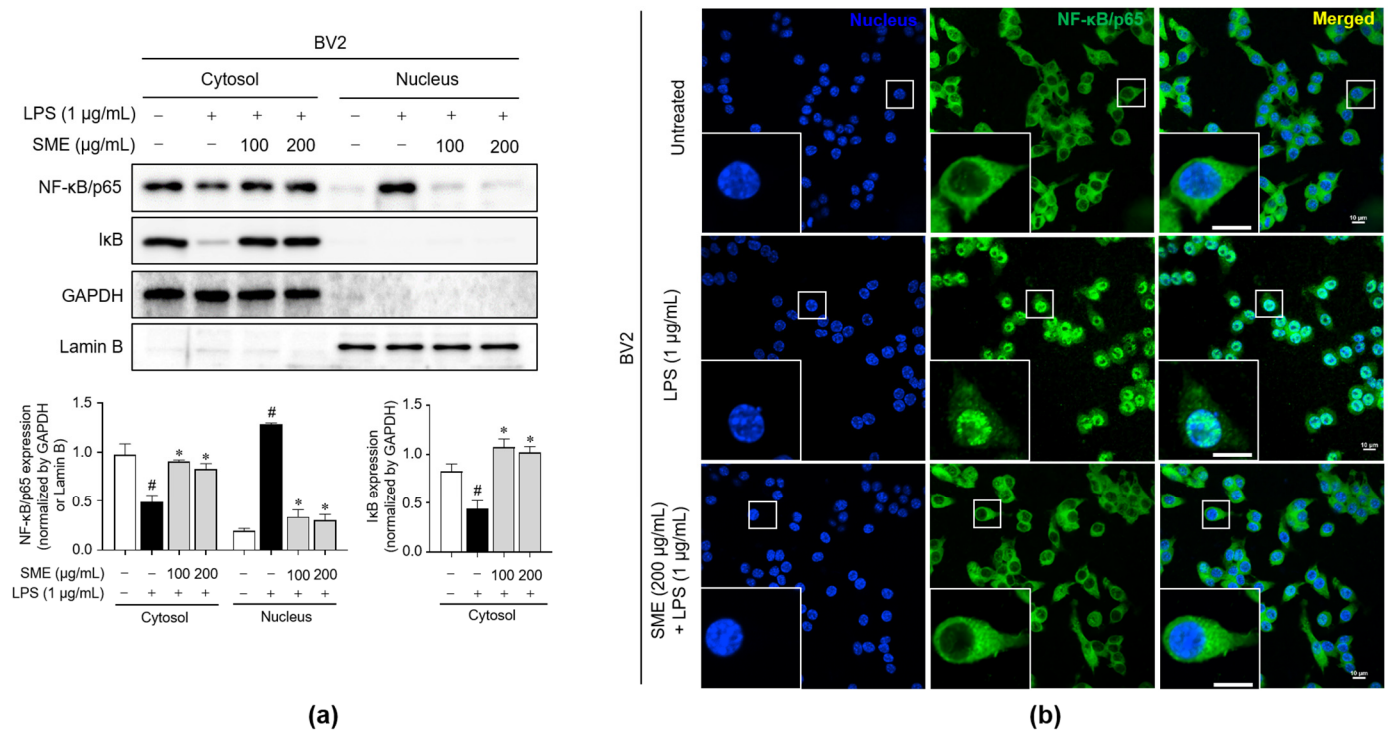 BV2
Cytosol Nucleus
LPS (1 μg/mL) − + + + − + + +
SME (μg/mL) − − 100 200 − − 100 200
NF-κB/p65
IκB
GAPDH
Lamin B
NF-κB/p65 expression
(normalized by GAPDH
or Lamin B)
1.5
1.0
0.5
0.0
# * * # * *
SME (μg/mL) − − 100 200 − − 100 200
LPS (1 μg/mL) − + + + − + + +
Cytosol Nucleus
IκB expression
(normalized by GAPDH)
1.5
1.0
0.5
0.0
# * *
− − 100 200
− + + +
Cytosol
(a)
Nucleus NF-κB/p65 Merged
BV2
Untreated
10 μm
LPS (1 μg/mL)
10 μm
SME (200 μg/mL)
+ LPS (1 μg/mL)
10 μm
(b)